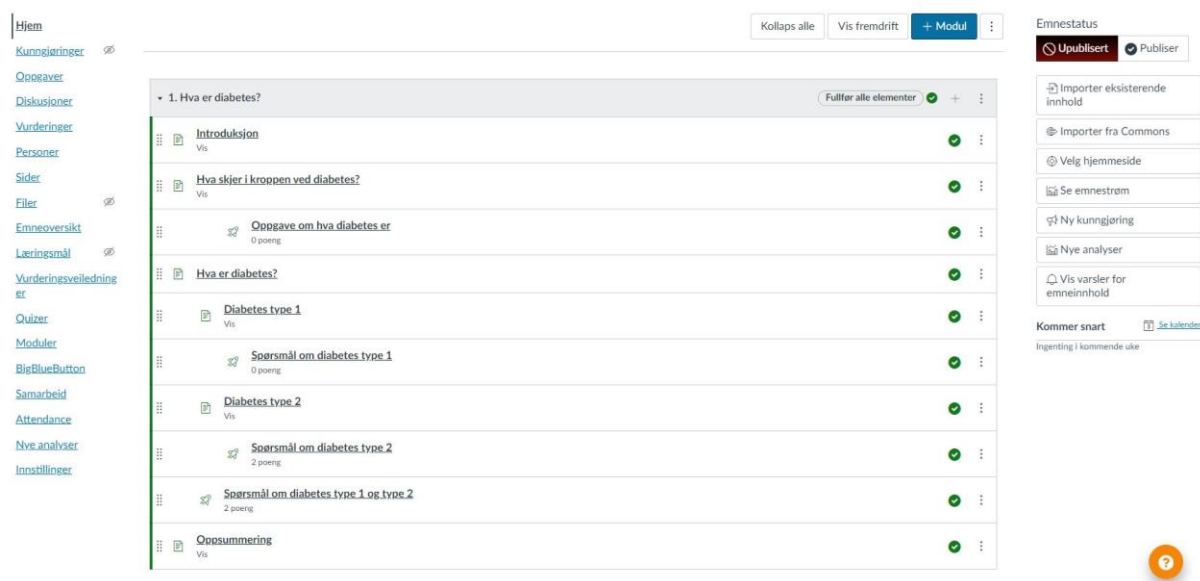 Hjem
Kunngjøringer
Oppgaver
Diskusjoner
Vurderinger
Personer
Sider
Filer
Emneoversikt
Læringsmål
Vurderingsveiledning
er
Quizer
Moduler
BigBlueButton
Samarbeid
Attendance
Nye analyser
Innstillinger
Kollaps alle
Vis fremdrift
+ Modul
1. Hva er diabetes?
Fullfør alle elementer
Introduksjon
Vis
Hva skjer i kroppen ved diabetes?
Vis
Oppgave om hva diabetes er
0 poeng
Hva er diabetes?
Diabetes type 1
Vis
Spørsmål om diabetes type 1
0 poeng
Diabetes type 2
Vis
Spørsmål om diabetes type 2
2 poeng
Spørsmål om diabetes type 1 og type 2
2 poeng
Oppsummering
Vis
Emnestatus
Upublisert
Publiser
Importer eksisterende
innhold
Importer fra Commons
Velg hjemmeside
Se emnestrøm
Ny kunngjøring
Nye analyser
Vis varsler for
emneinnhold
Kommer snart
Se kalender
Ingenting i kommende uke